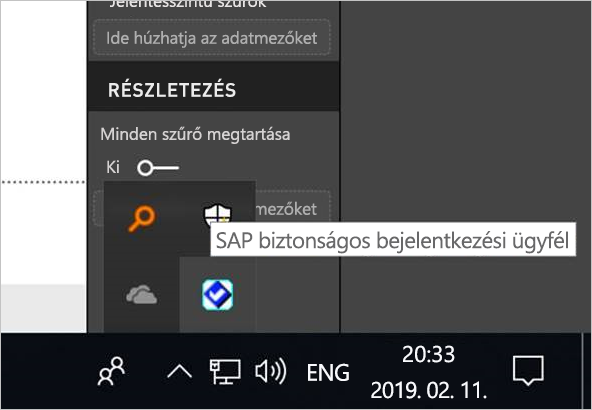 Jelentésszintű szűrők
Ide húzhatja az adatmezőket
RÉSZLETEZÉS
Minden szűrő megtartása
Ki
mezőket
SAP biztonságos bejelentkezési ügyfél
ENG
20:33
2019. 02. 11.